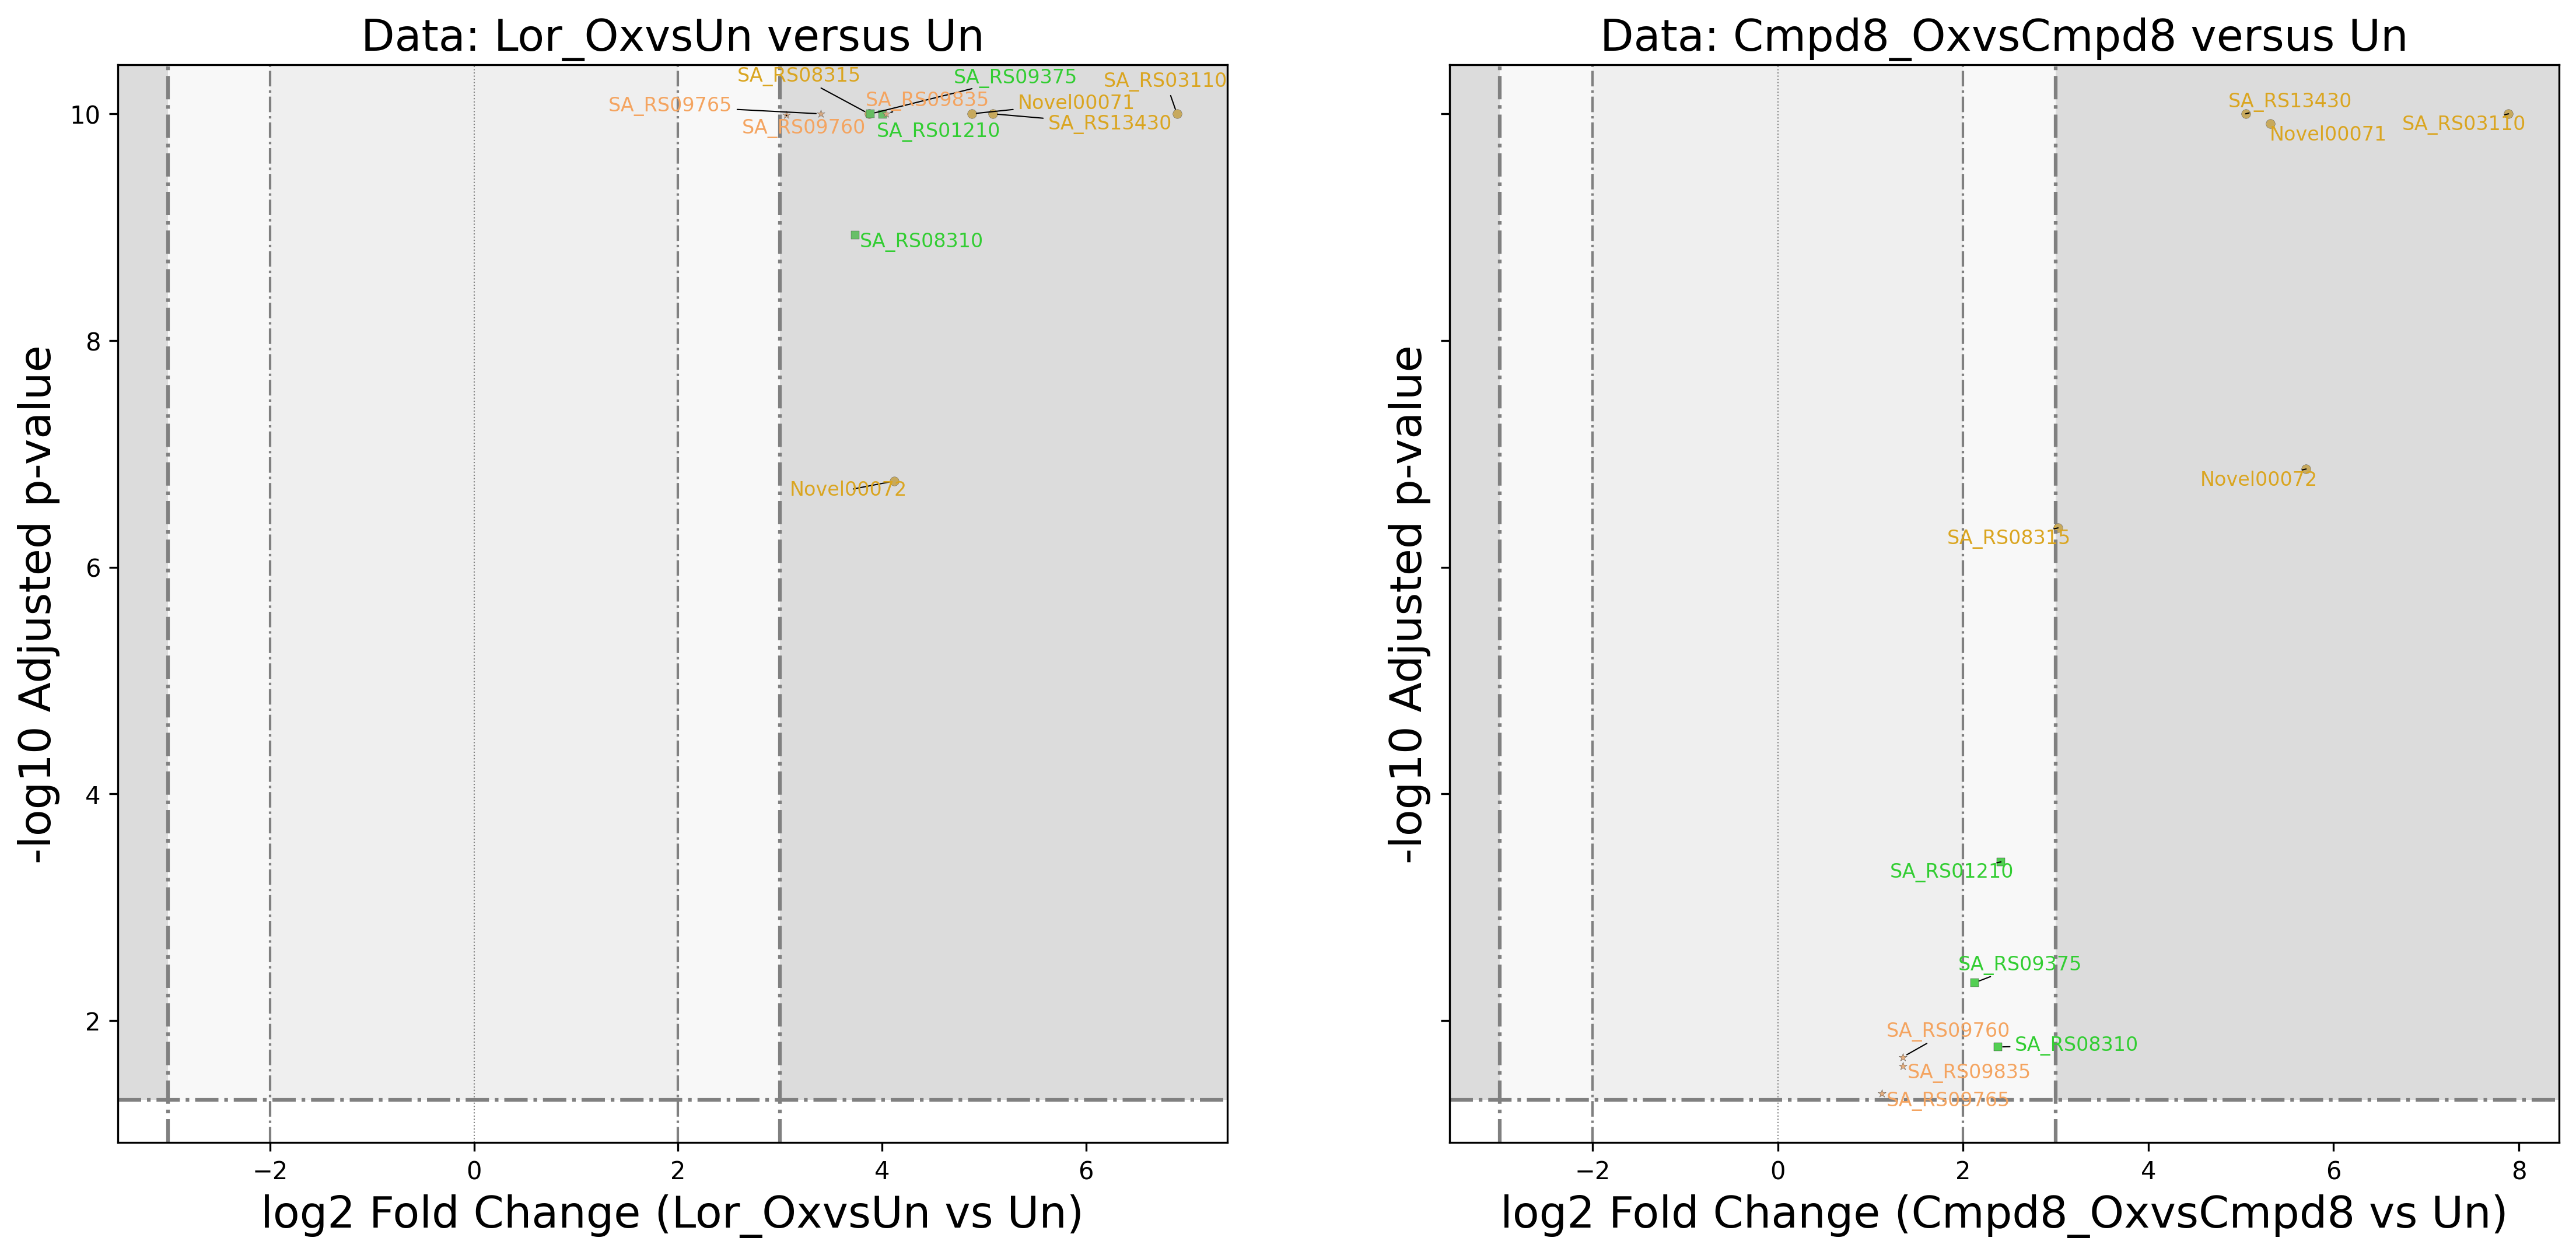 Data: Lor_OxvsUn versus Un
SA_RS08315
SA_RS09375
SA_RS03110
SA_RS09765
SA_RS09835
Novel00071
SA_RS09760
SA_RS01210
SA_RS13430
SA_RS08310
Novel00072
10
8
6
4
2
-log10 Adjusted p-value
−2
0
2
4
6
log2 Fold Change (Lor_OxvsUn vs Un)
Data: Cmpd8_OxvsCmpd8 versus Un
SA_RS13430
SA_RS03110
Novel00071
Novel00072
SA_RS08315
SA_RS01210
SA_RS09375
SA_RS09760
SA_RS08310
SA_RS09835
SA_RS09765
-log10 Adjusted p-value
−2
0
2
4
6
8
log2 Fold Change (Cmpd8_OxvsCmpd8 vs Un)